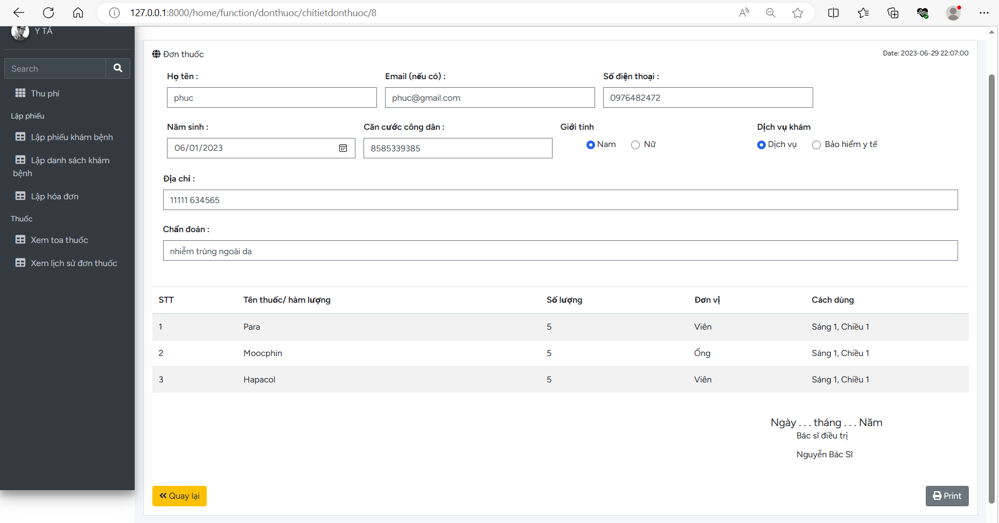 127.0.0.1:8000/home/function/donthuoc/chitietdonthuoc/8
Y TÁ
Search
Thu phí
Lập phiếu
Lập phiếu khám bệnh
Lập danh sách khám
bệnh
Lập hóa đơn
Thuốc
Xem toa thuốc
Xem lịch sử đơn thuốc
Đơn thuốc
Date: 2023-06-29 22:07:00
Họ tên : Email (nếu có) : Số điện thoại :
phuc phuc@gmail.com 0976482472
Năm sinh : Căn cước công dân : Giới tính Dịch vụ khám
06/01/2023 8585339385 Nam Nữ Dịch vụ Bảo hiểm y tế
Địa chỉ :
11111 634565
Chẩn đoán :
nhiễm trùng ngoài da
STT Tên thuốc/ hàm lượng Số lượng Đơn vị Cách dùng
1 Para 5 Viên Sáng 1, Chiều 1
2 Moocphin 5 Ống Sáng 1, Chiều 1
3 Hapacol 5 Viên Sáng 1, Chiều 1
Ngày . . . tháng . . . Năm
Bác sĩ điều trị
Nguyễn Bác Sĩ
Quay lại
Print